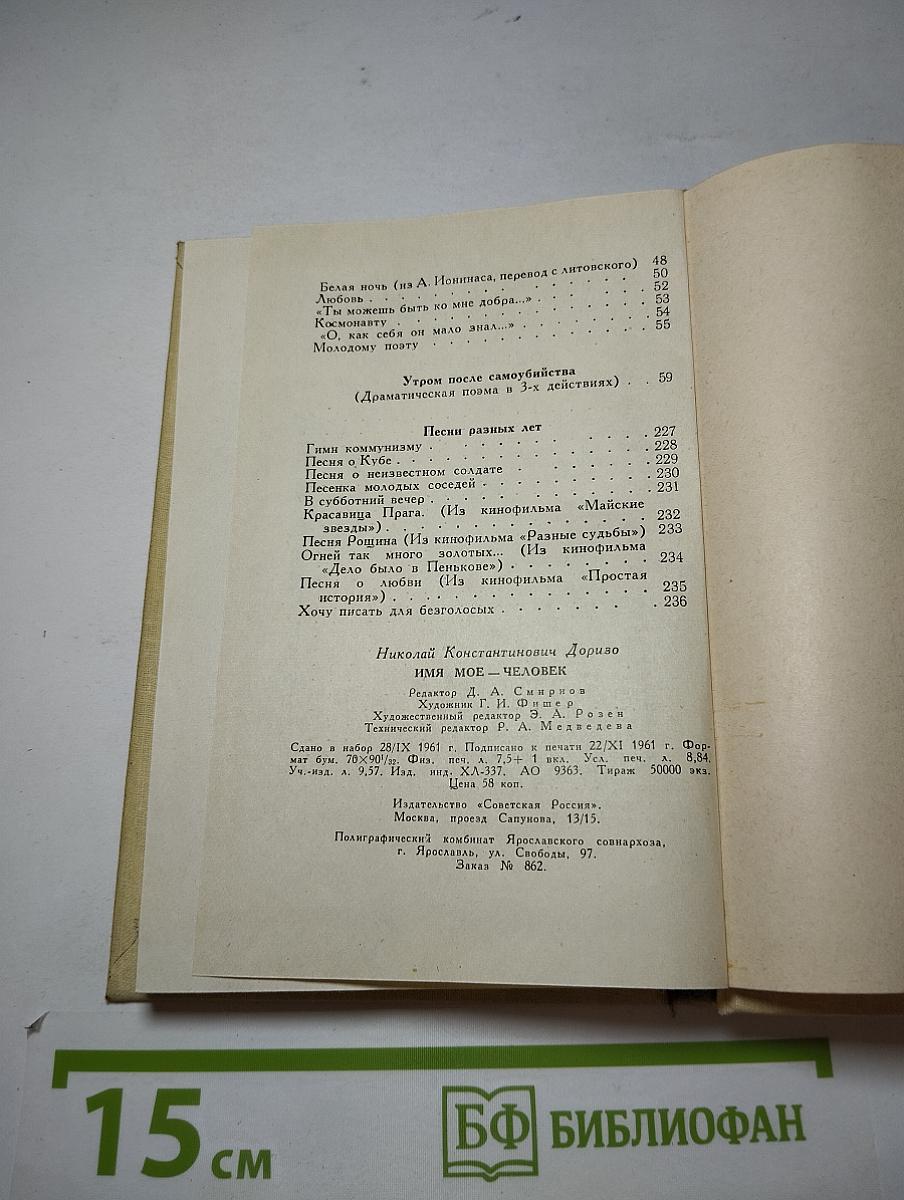 Белая ночь (из А. Ионинаса, перевод с литовского) 48
Любовь . . . . . . . . . . 50
«Ты можешь быть ко мне добра...» . . . . . 52
Космонавту . . . . . . . . . 53
«О, как себя он мало знал...» . . . . . . 54
Молодому поэту . . . . . . . . 55
Утром после самоубийства
(Драматическая поэма в 3-х действиях) . . 59
Песни разных лет
Гимн коммунизму . . . . . . . . 227
Песня о Кубе . . . . . . . . . 228
Песня о неизвестном солдате . . . . . . 229
Песенка молодых соседей . . . . . . . 230
В субботний вечер . . . . . . . . 231
Красавица Прага. (Из кинофильма «Майские
звезды») . . . . . . . . . . 232
Песня Рощина (Из кинофильма «Разные судьбы») 233
Огней так много золотых... (Из кинофильма
«Дело было в Пенькове») . . . . . . 234
Песня о любви (Из кинофильма «Простая
история») . . . . . . . . . . 235
Хочу писать для безголосых . . . . . . 236
Николай Константинович Доризо
ИМЯ МОЕ — ЧЕЛОВЕК
Редактор Д. А. Смирнов
Художник Г. И. Фишер
Художественный редактор Э. А. Розен
Технический редактор Р. А. Медведева
Сдано в набор 28/IX 1961 г. Подписано к печати 22/XI 1961 г. Фор-
мат бум. 70×90¹/₃₂. Физ. печ. л. 7,5+ 1 вкл. Усл. печ. л. 8,84.
Уч.-изд. л. 9,57. Изд. инд. ХЛ-337. АО 9363. Тираж 50000 экз.
Цена 58 коп.
Издательство «Советская Россия».
Москва, проезд Сапунова, 13/15.
Полиграфический комбинат Ярославского совнархоза,
г. Ярославль, ул. Свободы, 97.
Заказ № 862.
15 см
БФ БИБЛИОФАН